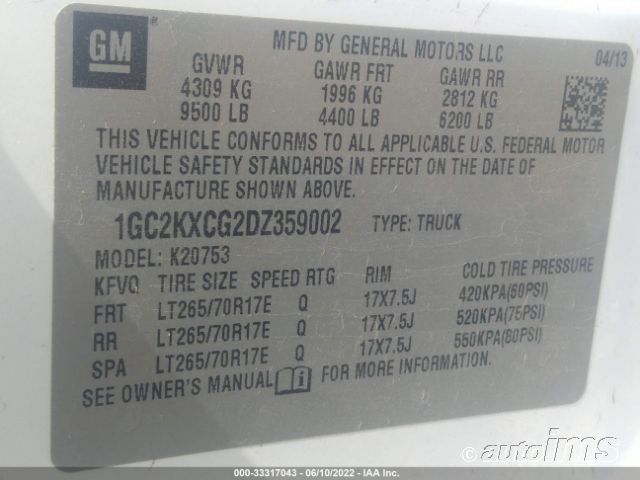 GM
MFD BY GENERAL MOTORS LLC
04/13
GVWR GAWR FRT GAWR RR
4309 KG 1996 KG 2812 KG
9500 LB 4400 LB 6200 LB
THIS VEHICLE CONFORMS TO ALL APPLICABLE U.S. FEDERAL MOTOR
VEHICLE SAFETY STANDARDS IN EFFECT ON THE DATE OF
MANUFACTURE SHOWN ABOVE.
1GC2KXCG2DZ359002 TYPE: TRUCK
MODEL: K20753
KFVQ TIRE SIZE SPEED RTG RIM COLD TIRE PRESSURE
FRT LT265/70R17E Q 17X7.5J 420KPA(60PSI)
RR LT265/70R17E Q 17X7.5J 520KPA(75PSI)
SPA LT265/70R17E Q 17X7.5J 550KPA(80PSI)
SEE OWNER'S MANUAL i FOR MORE INFORMATION.
©autoims
000-33317043 - 06/10/2022 - IAA Inc.